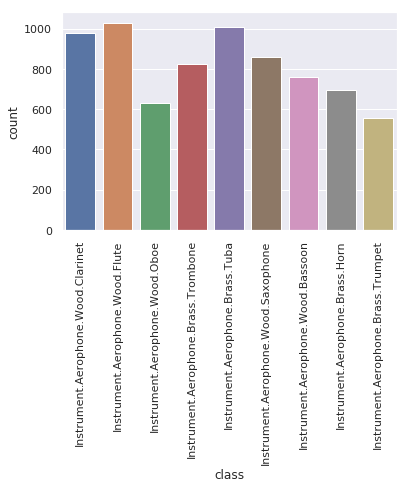 1000
800
600
400
200
0
count
Instrument.Aerophone.Wood.Clarinet
Instrument.Aerophone.Wood.Flute
Instrument.Aerophone.Wood.Oboe
Instrument.Aerophone.Brass.Trombone
Instrument.Aerophone.Brass.Tuba
Instrument.Aerophone.Wood.Saxophone
Instrument.Aerophone.Wood.Bassoon
Instrument.Aerophone.Brass.Horn
Instrument.Aerophone.Brass.Trumpet
class